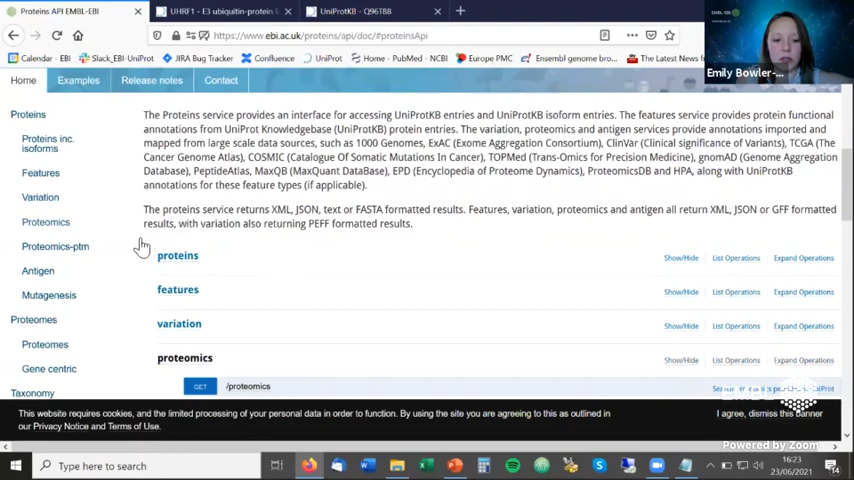 Proteins API EMBL-EBI
UHRF1 - E3 ubiquitin-protein l
UniProtKB - Q96T88
https://www.ebi.ac.uk/proteins/api/doc/#proteinsApi
Calendar - EBI
Slack_EBI-UniProt
JIRA Bug Tracker
Confluence
UniProt
Home - PubMed - NCBI
Europe PMC
Ensembl genome brow
The Latest News f
EMBL-EBI
Emily Bowler-...
Home
Examples
Release notes
Contact
Proteins
Proteins inc.
isoforms
Features
Variation
Proteomics
Proteomics-ptm
Antigen
Mutagenesis
Proteomes
Proteomes
Gene centric
Taxonomy
The Proteins service provides an interface for accessing UniProtKB entries and UniProtKB isoform entries. The features service provides protein functional
annotations from UniProt Knowledgebase (UniProtKB) protein entries. The variation, proteomics and antigen services provide annotations imported and
mapped from large scale data sources, such as 1000 Genomes, ExAC (Exome Aggregation Consortium), ClinVar (Clinical significance of Variants), TCGA (The
Cancer Genome Atlas), COSMIC (Catalogue Of Somatic Mutations In Cancer), TOPMed (Trans-Omics for Precision Medicine), gnomAD (Genome Aggregation
Database), PeptideAtlas, MaxQB (MaxQuant DataBase), EPD (Encyclopedia of Proteome Dynamics), ProteomicsDB and HPA, along with UniProtKB
annotations for these feature types (if applicable).
The proteins service returns XML, JSON, text or FASTA formatted results. Features, variation, proteomics and antigen all return XML, JSON or GFF formatted
results, with variation also returning PEFF formatted results.
proteins Show/Hide List Operations Expand Operations
features Show/Hide List Operations Expand Operations
variation Show/Hide List Operations Expand Operations
proteomics Show/Hide List Operations Expand Operations
GET /proteomics
This website requires cookies, and the limited processing of your personal data in order to function. By using the site you are agreeing to this as outlined in
our Privacy Notice and Terms of Use.
I agree, dismiss this banner
Powered by Zoom
Type here to search
16:23
23/06/2021
14